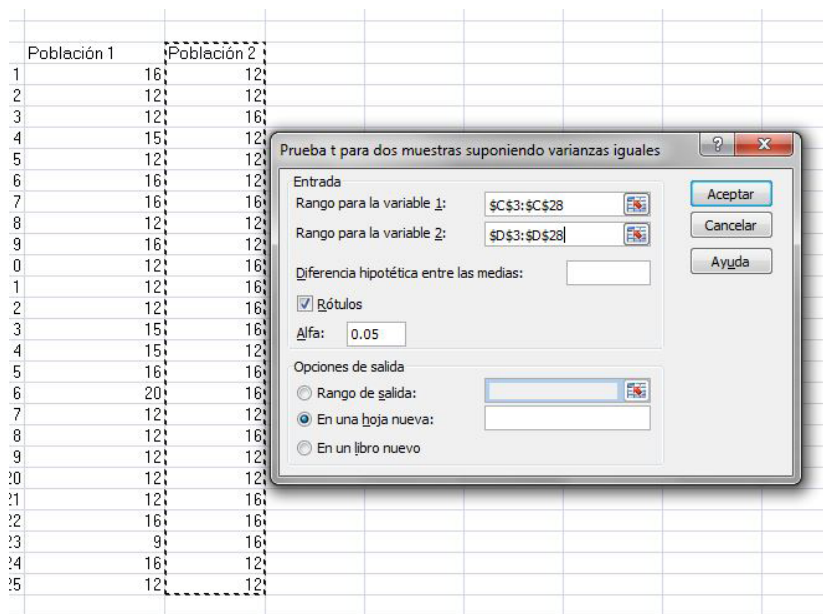 Población 1 Población 2
1 16 12
2 12 12
3 12 16
4 15 12
5 12 12
6 16 12
7 16 16
8 12 12
9 16 12
0 12 16
1 12 16
2 12 16
3 15 16
4 15 12
5 16 16
6 20 16
7 12 12
8 12 16
9 12 12
20 12 12
21 12 16
22 16 16
23 9 16
24 16 12
25 12 12
Prueba t para dos muestras suponiendo varianzas iguales
Entrada
Rango para la variable 1: $C$3:$C$28
Rango para la variable 2: $D$3:$D$28
Diferencia hipotética entre las medias:
Rótulos
Alfa: 0.05
Opciones de salida
Rango de salida:
En una hoja nueva:
En un libro nuevo
Aceptar
Cancelar
Ayuda